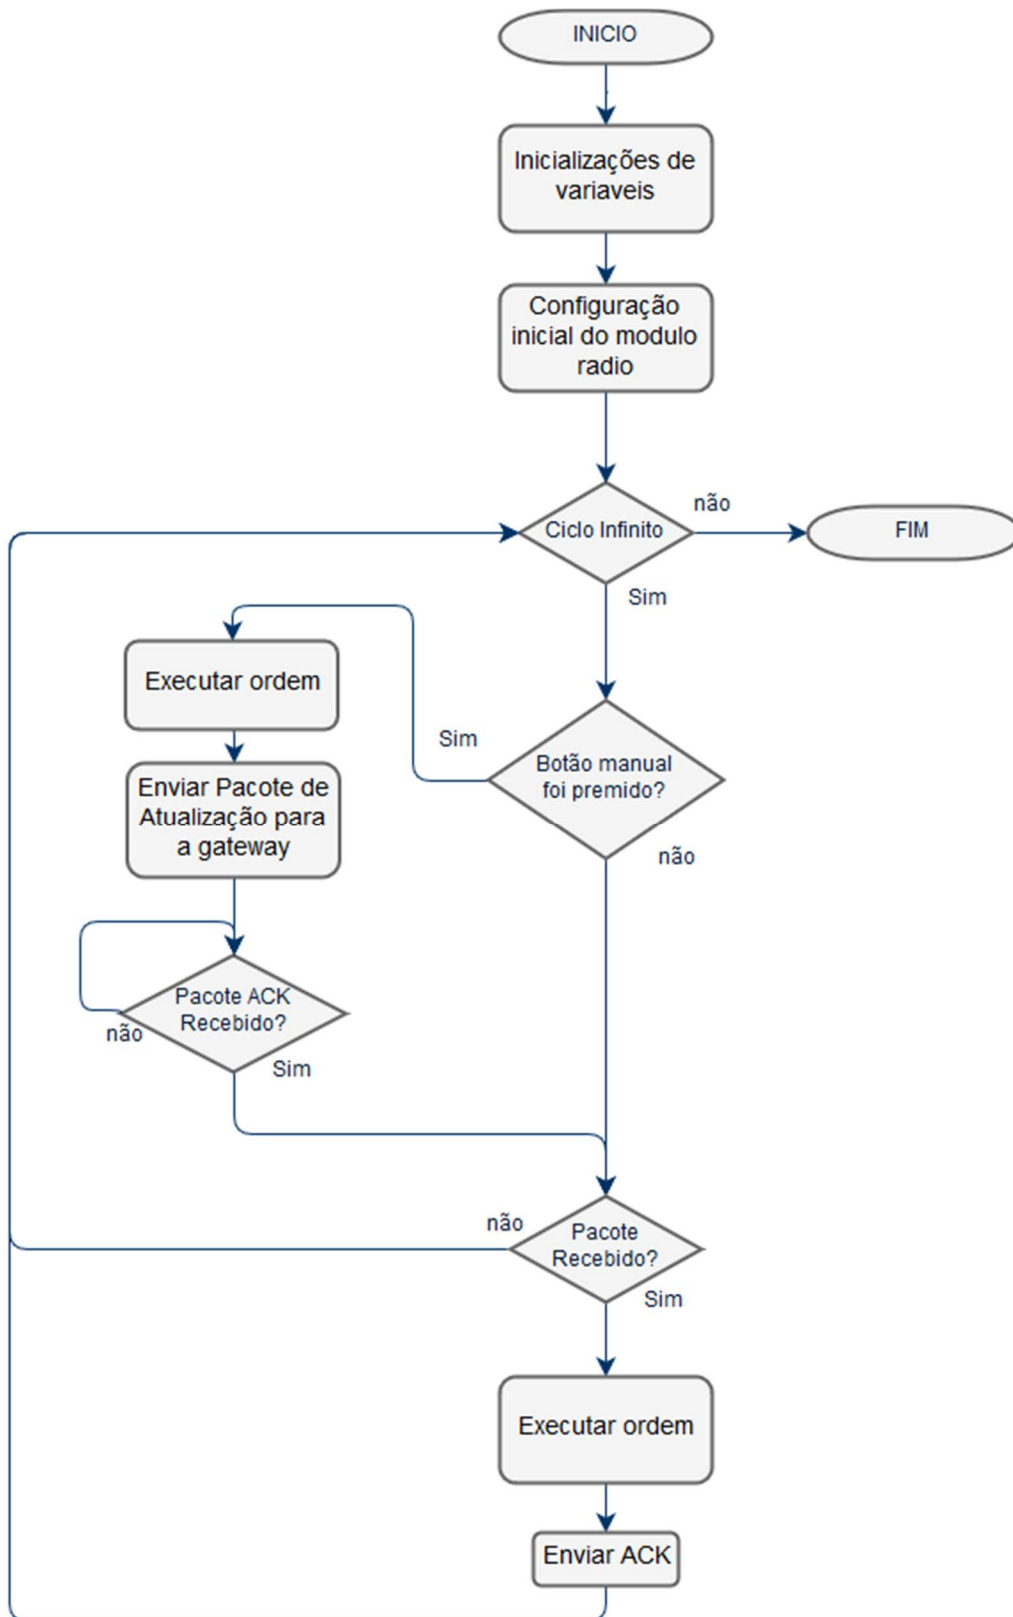 INICIO
Inicializações de
variaveis
Configuração
inicial do modulo
radio
Ciclo Infinito
não
FIM
Sim
Executar ordem
Sim
Botão manual
foi premido?
Enviar Pacote de
Atualização para
a gateway
não
Pacote ACK
Recebido?
não
Sim
não
Pacote
Recebido?
Sim
Executar ordem
Enviar ACK